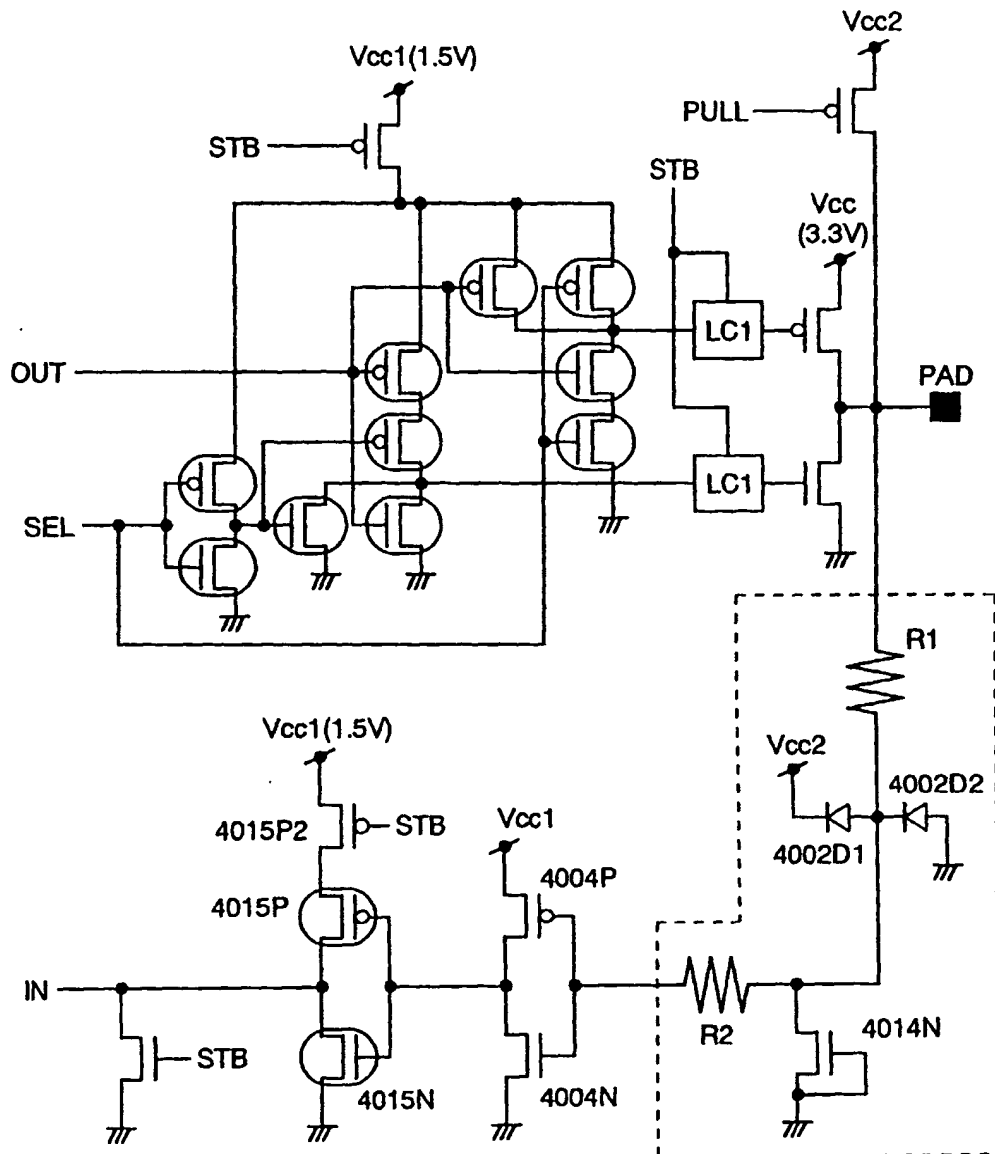 Vcc2
Vcc1(1.5V)
PULL
STB
STB
Vcc
(3.3V)
LC1
OUT
PAD
LC1
SEL
R1
Vcc1(1.5V)
Vcc2
4002D2
4015P2
STB
Vcc1
4002D1
4015P
4004P
IN
R2
4014N
STB
4015N
4004N